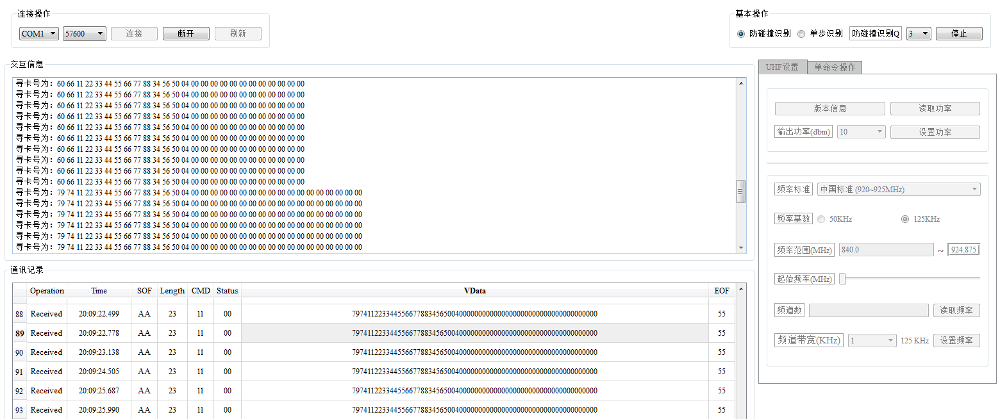 连接操作
COM1 57600 连接 断开 刷新
基本操作
防碰撞识别 单步识别 防碰撞识别Q 3 停止
交互信息
寻卡号为：60 66 11 22 33 44 55 66 77 88 34 56 50 04 00 00 00 00 00 00 00 00 00 00 00 00
寻卡号为：60 66 11 22 33 44 55 66 77 88 34 56 50 04 00 00 00 00 00 00 00 00 00 00 00 00
寻卡号为：60 66 11 22 33 44 55 66 77 88 34 56 50 04 00 00 00 00 00 00 00 00 00 00 00 00
寻卡号为：60 66 11 22 33 44 55 66 77 88 34 56 50 04 00 00 00 00 00 00 00 00 00 00 00 00
寻卡号为：60 66 11 22 33 44 55 66 77 88 34 56 50 04 00 00 00 00 00 00 00 00 00 00 00 00
寻卡号为：60 66 11 22 33 44 55 66 77 88 34 56 50 04 00 00 00 00 00 00 00 00 00 00 00 00
寻卡号为：60 66 11 22 33 44 55 66 77 88 34 56 50 04 00 00 00 00 00 00 00 00 00 00 00 00
寻卡号为：60 66 11 22 33 44 55 66 77 88 34 56 50 04 00 00 00 00 00 00 00 00 00 00 00 00
寻卡号为：60 66 11 22 33 44 55 66 77 88 34 56 50 04 00 00 00 00 00 00 00 00 00 00 00 00
寻卡号为：60 66 11 22 33 44 55 66 77 88 34 56 50 04 00 00 00 00 00 00 00 00 00 00 00 00
寻卡号为：79 74 11 22 33 44 55 66 77 88 34 56 50 04 00 00 00 00 00 00 00 00 00 00 00 00 00 00 00 00 00 00
寻卡号为：79 74 11 22 33 44 55 66 77 88 34 56 50 04 00 00 00 00 00 00 00 00 00 00 00 00 00 00 00 00 00 00
寻卡号为：79 74 11 22 33 44 55 66 77 88 34 56 50 04 00 00 00 00 00 00 00 00 00 00 00 00 00 00 00 00 00 00
寻卡号为：79 74 11 22 33 44 55 66 77 88 34 56 50 04 00 00 00 00 00 00 00 00 00 00 00 00 00 00 00 00 00 00
寻卡号为：79 74 11 22 33 44 55 66 77 88 34 56 50 04 00 00 00 00 00 00 00 00 00 00 00 00 00 00 00 00 00 00
寻卡号为：79 74 11 22 33 44 55 66 77 88 34 56 50 04 00 00 00 00 00 00 00 00 00 00 00 00 00 00 00 00 00 00
通讯记录
Operation Time SOF Length CMD Status VData EOF
88 Received 20:09:22.499 AA 23 11 00 7974112233445566778834565004000000000000000000000000000000000000 55
89 Received 20:09:22.778 AA 23 11 00 7974112233445566778834565004000000000000000000000000000000000000 55
90 Received 20:09:23.138 AA 23 11 00 7974112233445566778834565004000000000000000000000000000000000000 55
91 Received 20:09:24.505 AA 23 11 00 7974112233445566778834565004000000000000000000000000000000000000 55
92 Received 20:09:25.687 AA 23 11 00 7974112233445566778834565004000000000000000000000000000000000000 55
93 Received 20:09:25.990 AA 23 11 00 7974112233445566778834565004000000000000000000000000000000000000 55
UHF设置 单命令操作
版本信息 读取功率
输出功率(dbm) 10 设置功率
频率标准 中国标准 (920~925MHz)
频率基数 50KHz 125KHz
频率范围(MHz) 840.0 ~ 924.875
起始频率(MHz)
频道数 读取频率
频道带宽(KHz) 1 125 KHz 设置频率